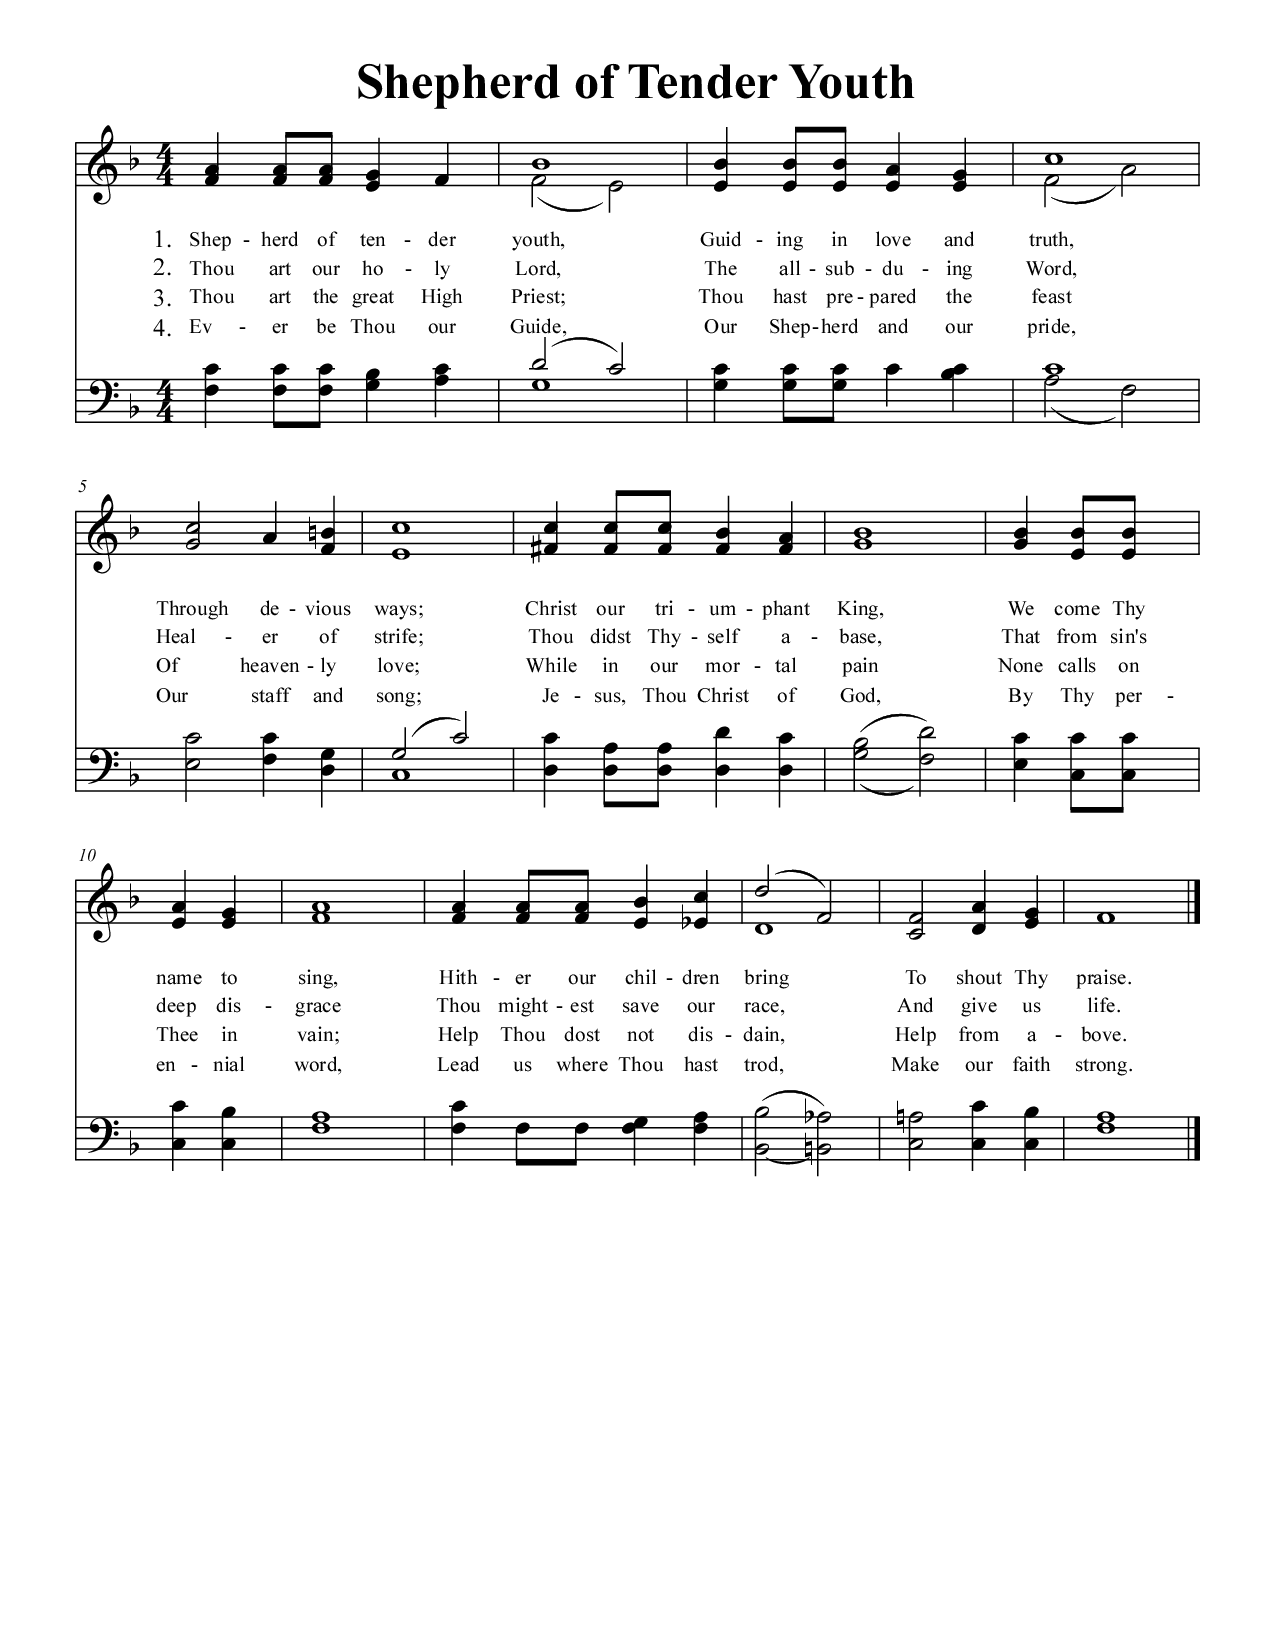 Shepherd of Tender Youth
1. Shep - herd of ten - der youth, Guid - ing in love and truth,
2. Thou art our ho - ly Lord, The all - sub - du - ing Word,
3. Thou art the great High Priest; Thou hast pre - pared the feast
4. Ev - er be Thou our Guide, Our Shep - herd and our pride,
5
Through de - vious ways; Christ our tri - um - phant King, We come Thy
Heal - er of strife; Thou didst Thy - self a - base, That from sin's
Of heaven - ly love; While in our mor - tal pain None calls on
Our staff and song; Je - sus, Thou Christ of God, By Thy per -
10
name to sing, Hith - er our chil - dren bring To shout Thy praise.
deep dis - grace Thou might - est save our race, And give us life.
Thee in vain; Help Thou dost not dis - dain, Help from a - bove.
en - nial word, Lead us where Thou hast trod, Make our faith strong.